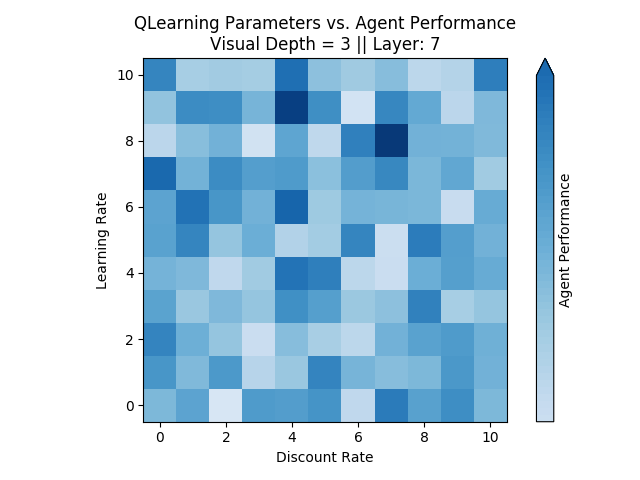 QLearning Parameters vs. Agent Performance
Visual Depth = 3 || Layer: 7
10
8
6
4
2
0
Learning Rate
0 2 4 6 8 10
Discount Rate
Agent Performance